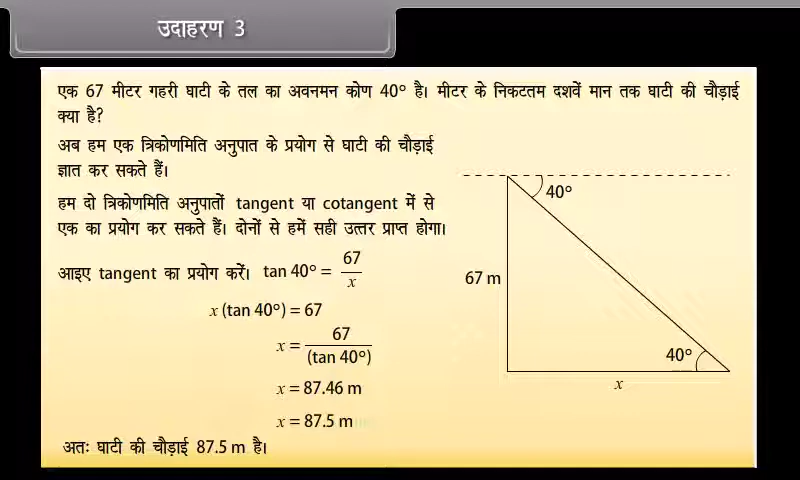 उदाहरण 3
एक 67 मीटर गहरी घाटी के तल का अवनमन कोण 40° है। मीटर के निकटतम दशवें मान तक घाटी की चौड़ाई
क्या है?
अब हम एक त्रिकोणमिति अनुपात के प्रयोग से घाटी की चौड़ाई
ज्ञात कर सकते हैं।
हम दो त्रिकोणमिति अनुपातों tangent या cotangent में से
एक का प्रयोग कर सकते हैं। दोनों से हमें सही उत्तर प्राप्त होगा।
आइए tangent का प्रयोग करें। tan 40° = 67/x
x (tan 40°) = 67
x = 67/(tan 40°)
x = 87.46 m
x = 87.5 m
अतः घाटी की चौड़ाई 87.5 m है।
40°
67 m
40°
x